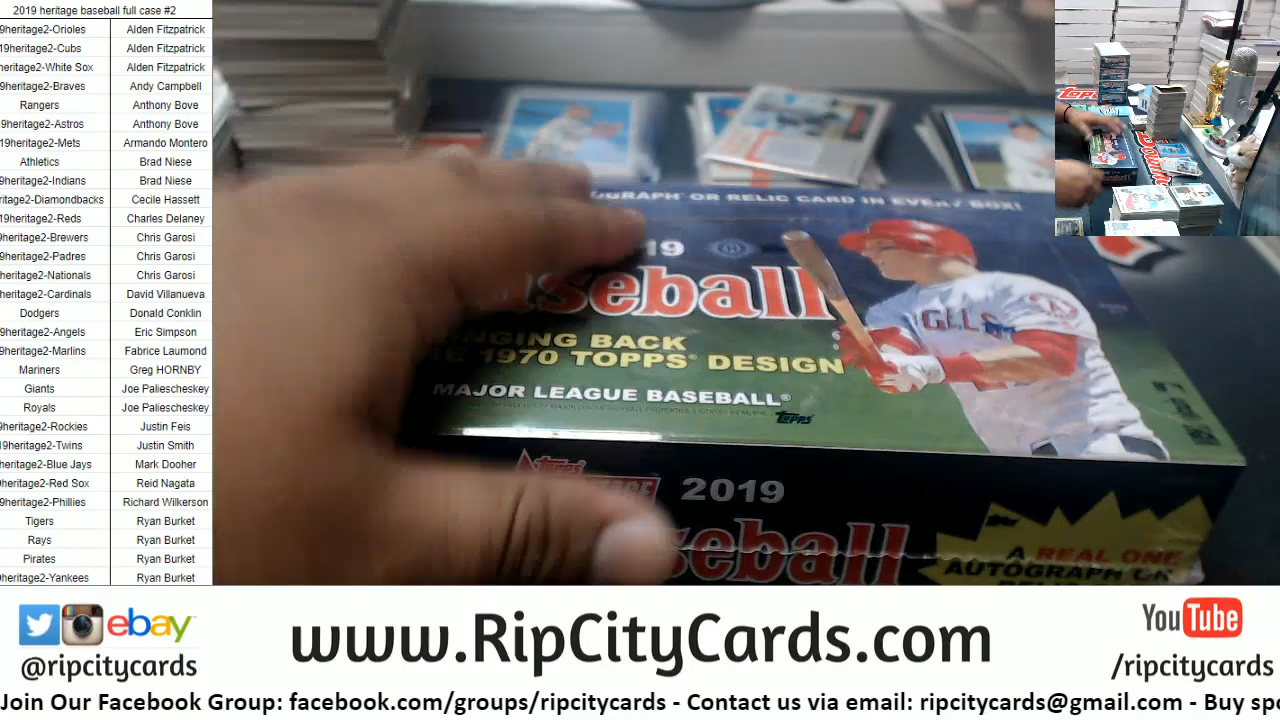 2019 heritage baseball full case #2
9heritage2-Orioles Alden Fitzpatrick
19heritage2-Cubs Alden Fitzpatrick
heritage2-White Sox Alden Fitzpatrick
9heritage2-Braves Andy Campbell
Rangers Anthony Bove
9heritage2-Astros Anthony Bove
19heritage2-Mets Armando Montero
Athletics Brad Niese
9heritage2-Indians Brad Niese
ritage2-Diamondbacks Cecile Hassett
19heritage2-Reds Charles Delaney
9heritage2-Brewers Chris Garosi
9heritage2-Padres Chris Garosi
heritage2-Nationals Chris Garosi
heritage2-Cardinals David Villanueva
Dodgers Donald Conklin
9heritage2-Angels Eric Simpson
9heritage2-Marlins Fabrice Laumond
Mariners Greg HORNBY
Giants Joe Paliescheskey
Royals Joe Paliescheskey
9heritage2-Rockies Justin Feis
19heritage2-Twins Justin Smith
heritage2-Blue Jays Mark Dooher
heritage2-Red Sox Reid Nagata
9heritage2-Phillies Richard Wilkerson
Tigers Ryan Burket
Rays Ryan Burket
Pirates Ryan Burket
9heritage2-Yankees Ryan Burket
OR RELIC CARD IN EVERY BOX!
19
aseball
NGING BACK
1970 TOPPS® DESIGN
MAJOR LEAGUE BASEBALL®
Topps
ANGELS
Topps
2019
seball
A REAL ONE
AUTOGRAPH OR
ebay
@ripcitycards
www.RipCityCards.com
YouTube
/ripcitycards
Join Our Facebook Group: facebook.com/groups/ripcitycards - Contact us via email: ripcitycards@gmail.com - Buy spo